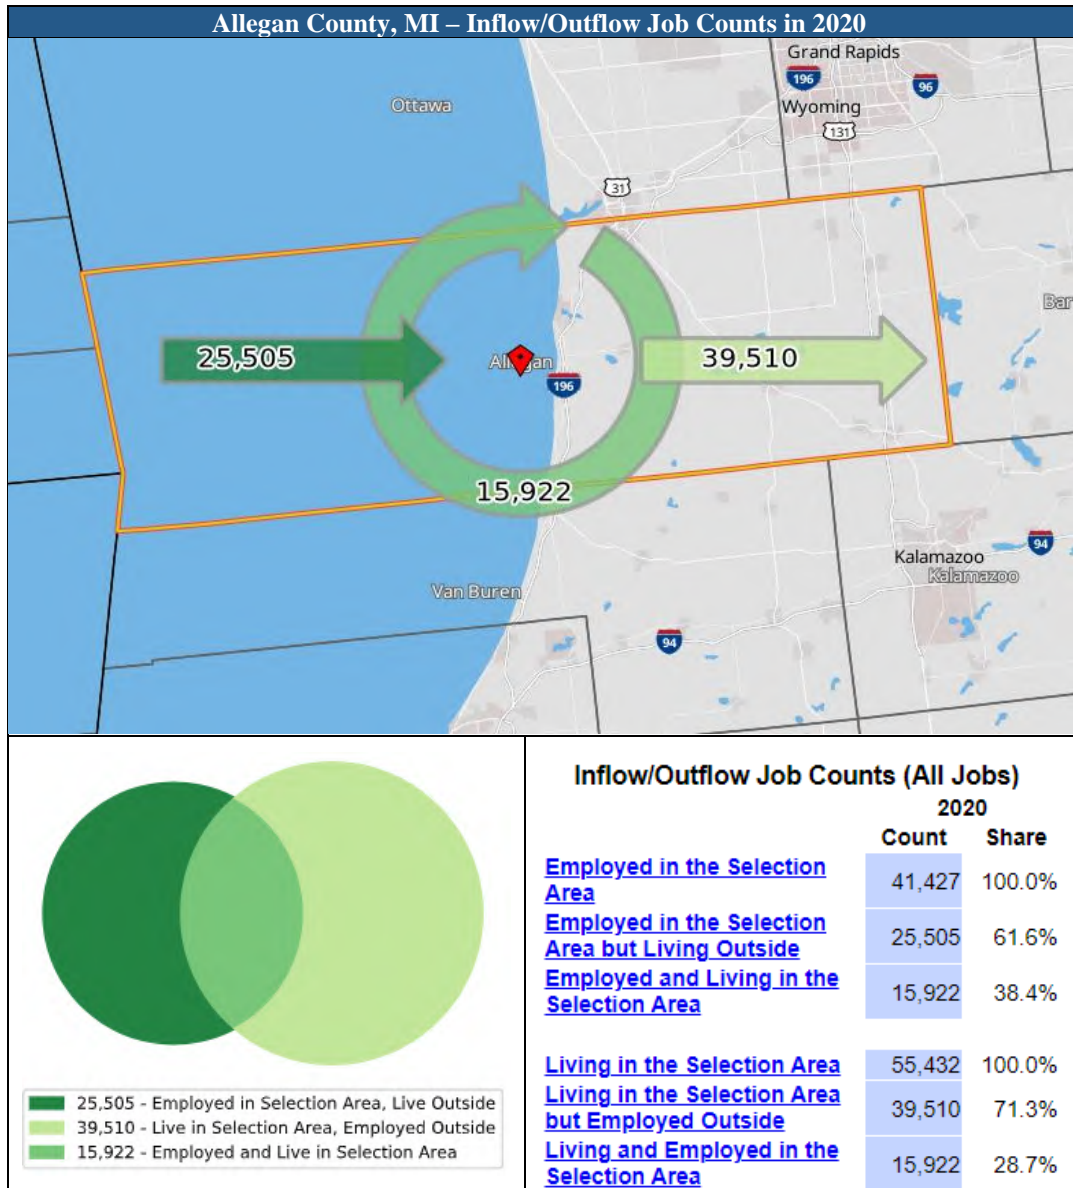 Allegan County, MI – Inflow/Outflow Job Counts in 2020
Grand Rapids
196
96
Ottawa
Wyoming
131
31
25,505
Allegan
39,510
196
Bar
15,922
Kalamazoo
94
Kalamazoo
Van Buren
94
25,505 - Employed in Selection Area, Live Outside
39,510 - Live in Selection Area, Employed Outside
15,922 - Employed and Live in Selection Area
Inflow/Outflow Job Counts (All Jobs)
2020
Count Share
Employed in the Selection
Area 41,427 100.0%
Employed in the Selection
Area but Living Outside 25,505 61.6%
Employed and Living in the
Selection Area 15,922 38.4%
Living in the Selection Area 55,432 100.0%
Living in the Selection Area
but Employed Outside 39,510 71.3%
Living and Employed in the
Selection Area 15,922 28.7%